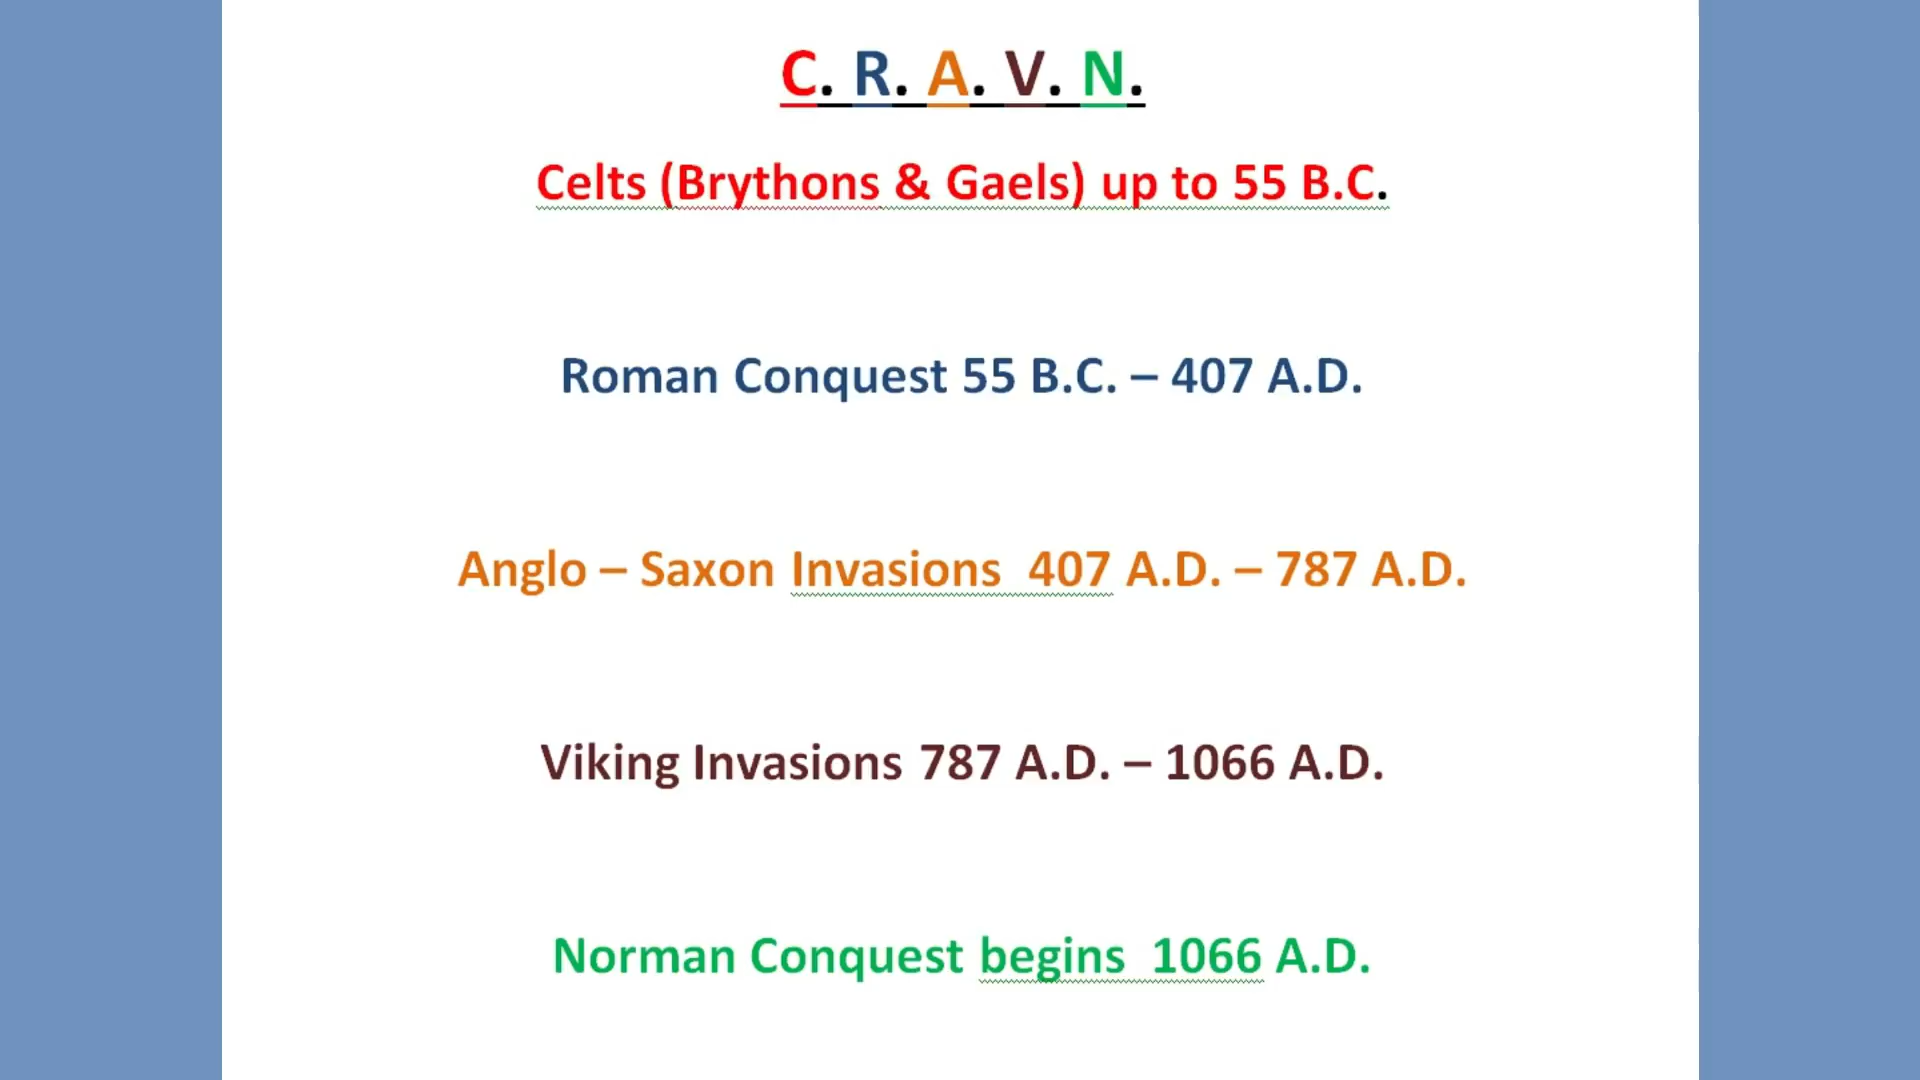 C. R. A. V. N.
Celts (Brythons & Gaels) up to 55 B.C.
Roman Conquest 55 B.C. – 407 A.D.
Anglo – Saxon Invasions  407 A.D. – 787 A.D.
Viking Invasions 787 A.D. – 1066 A.D.
Norman Conquest begins  1066 A.D.